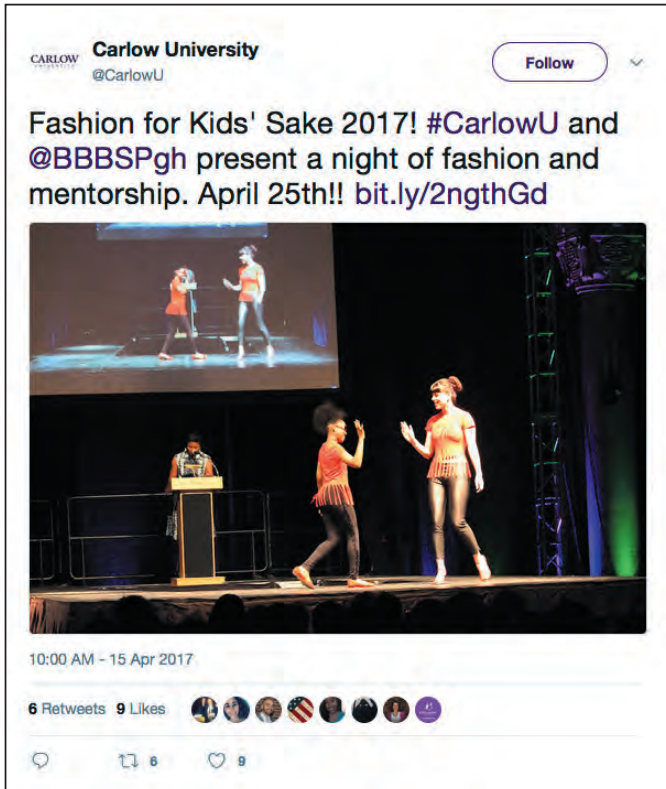 CARLOW
UNIVERSITY
Carlow University
@CarlowU
Follow
Fashion for Kids' Sake 2017! #CarlowU and
@BBBSPgh present a night of fashion and
mentorship. April 25th!! bit.ly/2ngthGd
10:00 AM - 15 Apr 2017
6 Retweets 9 Likes
6 9